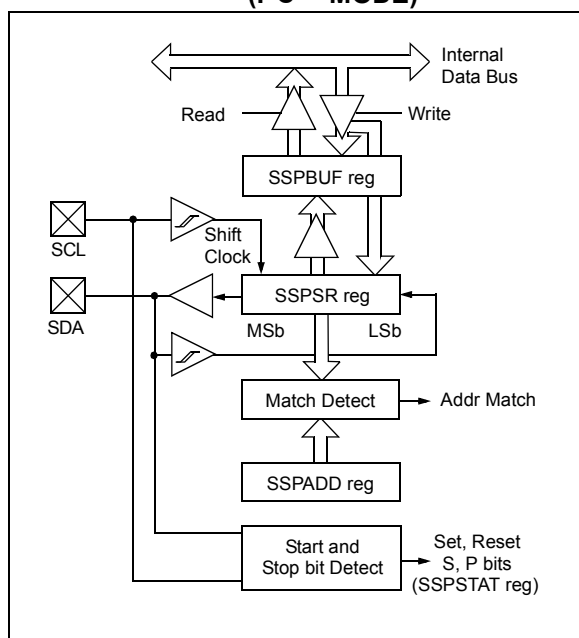 MODE)
Internal
Data Bus
Read
Write
SSPBUF reg
SCL
Shift
Clock
SSPSR reg
SDA
MSb
LSb
Match Detect
Addr Match
SSPADD reg
Start and
Stop bit Detect
Set, Reset
S, P bits
(SSPSTAT reg)